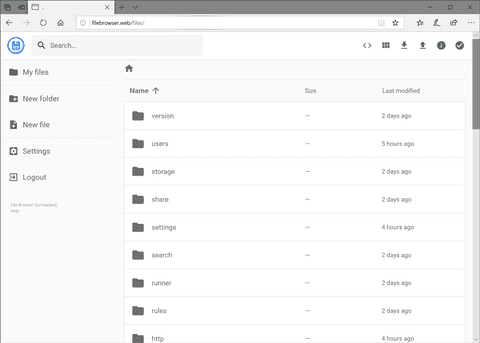 filebrowser.web/files/
Search...
My files
New folder
New file
Settings
Logout
File Browser (untracked)
Help
Name Size Last modified
version — 2 days ago
users — 5 hours ago
storage — 2 days ago
share — 2 days ago
settings — 4 hours ago
search — 2 days ago
runner — 2 days ago
rules — 2 days ago
http — 4 hours ago